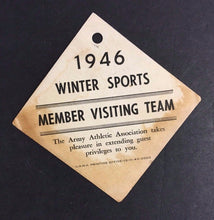 1946
WINTER SPORTS
MEMBER VISITING TEAM
The Army Athletic Association takes
pleasure in extending guest
privileges to you.